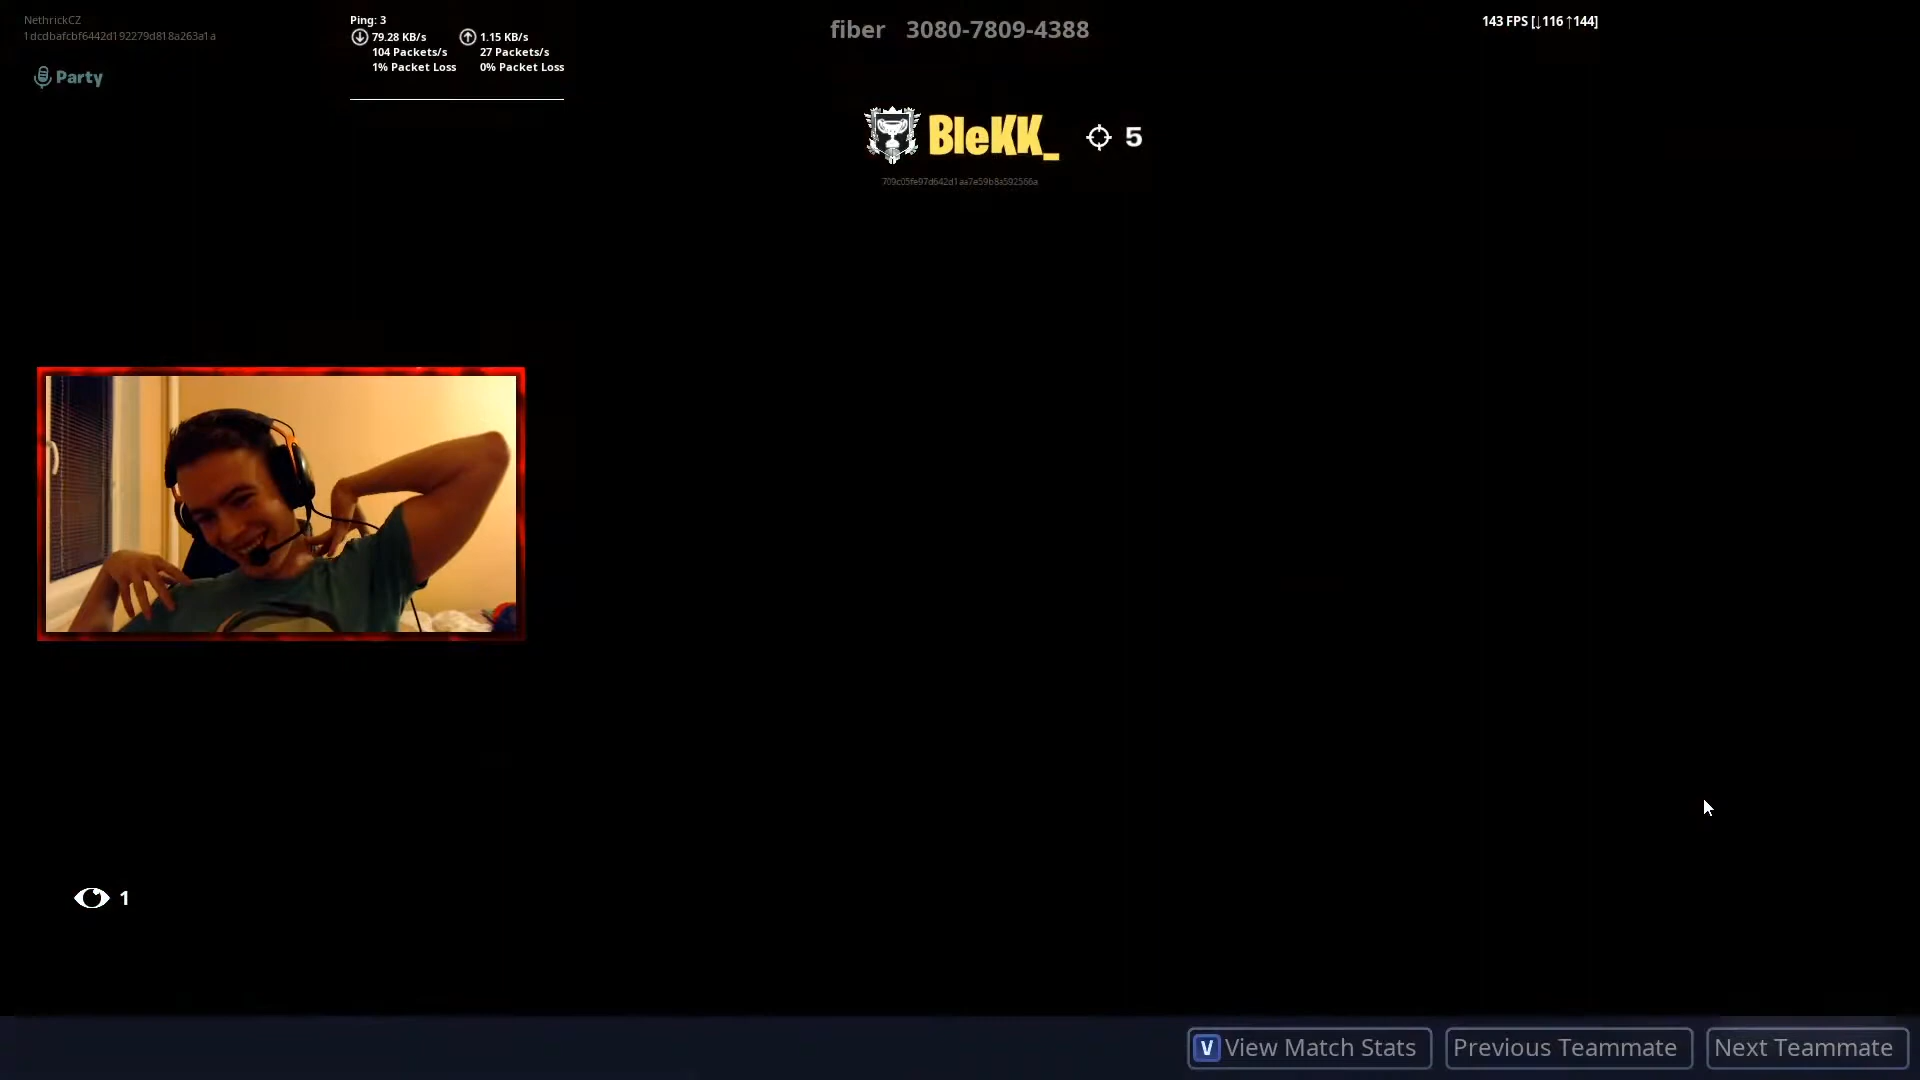 NethrickCZ
1dcdbafcbf6442d192279d818a263a1a
Party
Ping: 3
79.28 KB/s 1.15 KB/s
104 Packets/s 27 Packets/s
1% Packet Loss 0% Packet Loss
fiber 3080-7809-4388
143 FPS [↓116 ↑144]
BleKK_ 5
709c05fe97d642d1aa7e59b8a592566a
1
V View Match Stats
Previous Teammate
Next Teammate